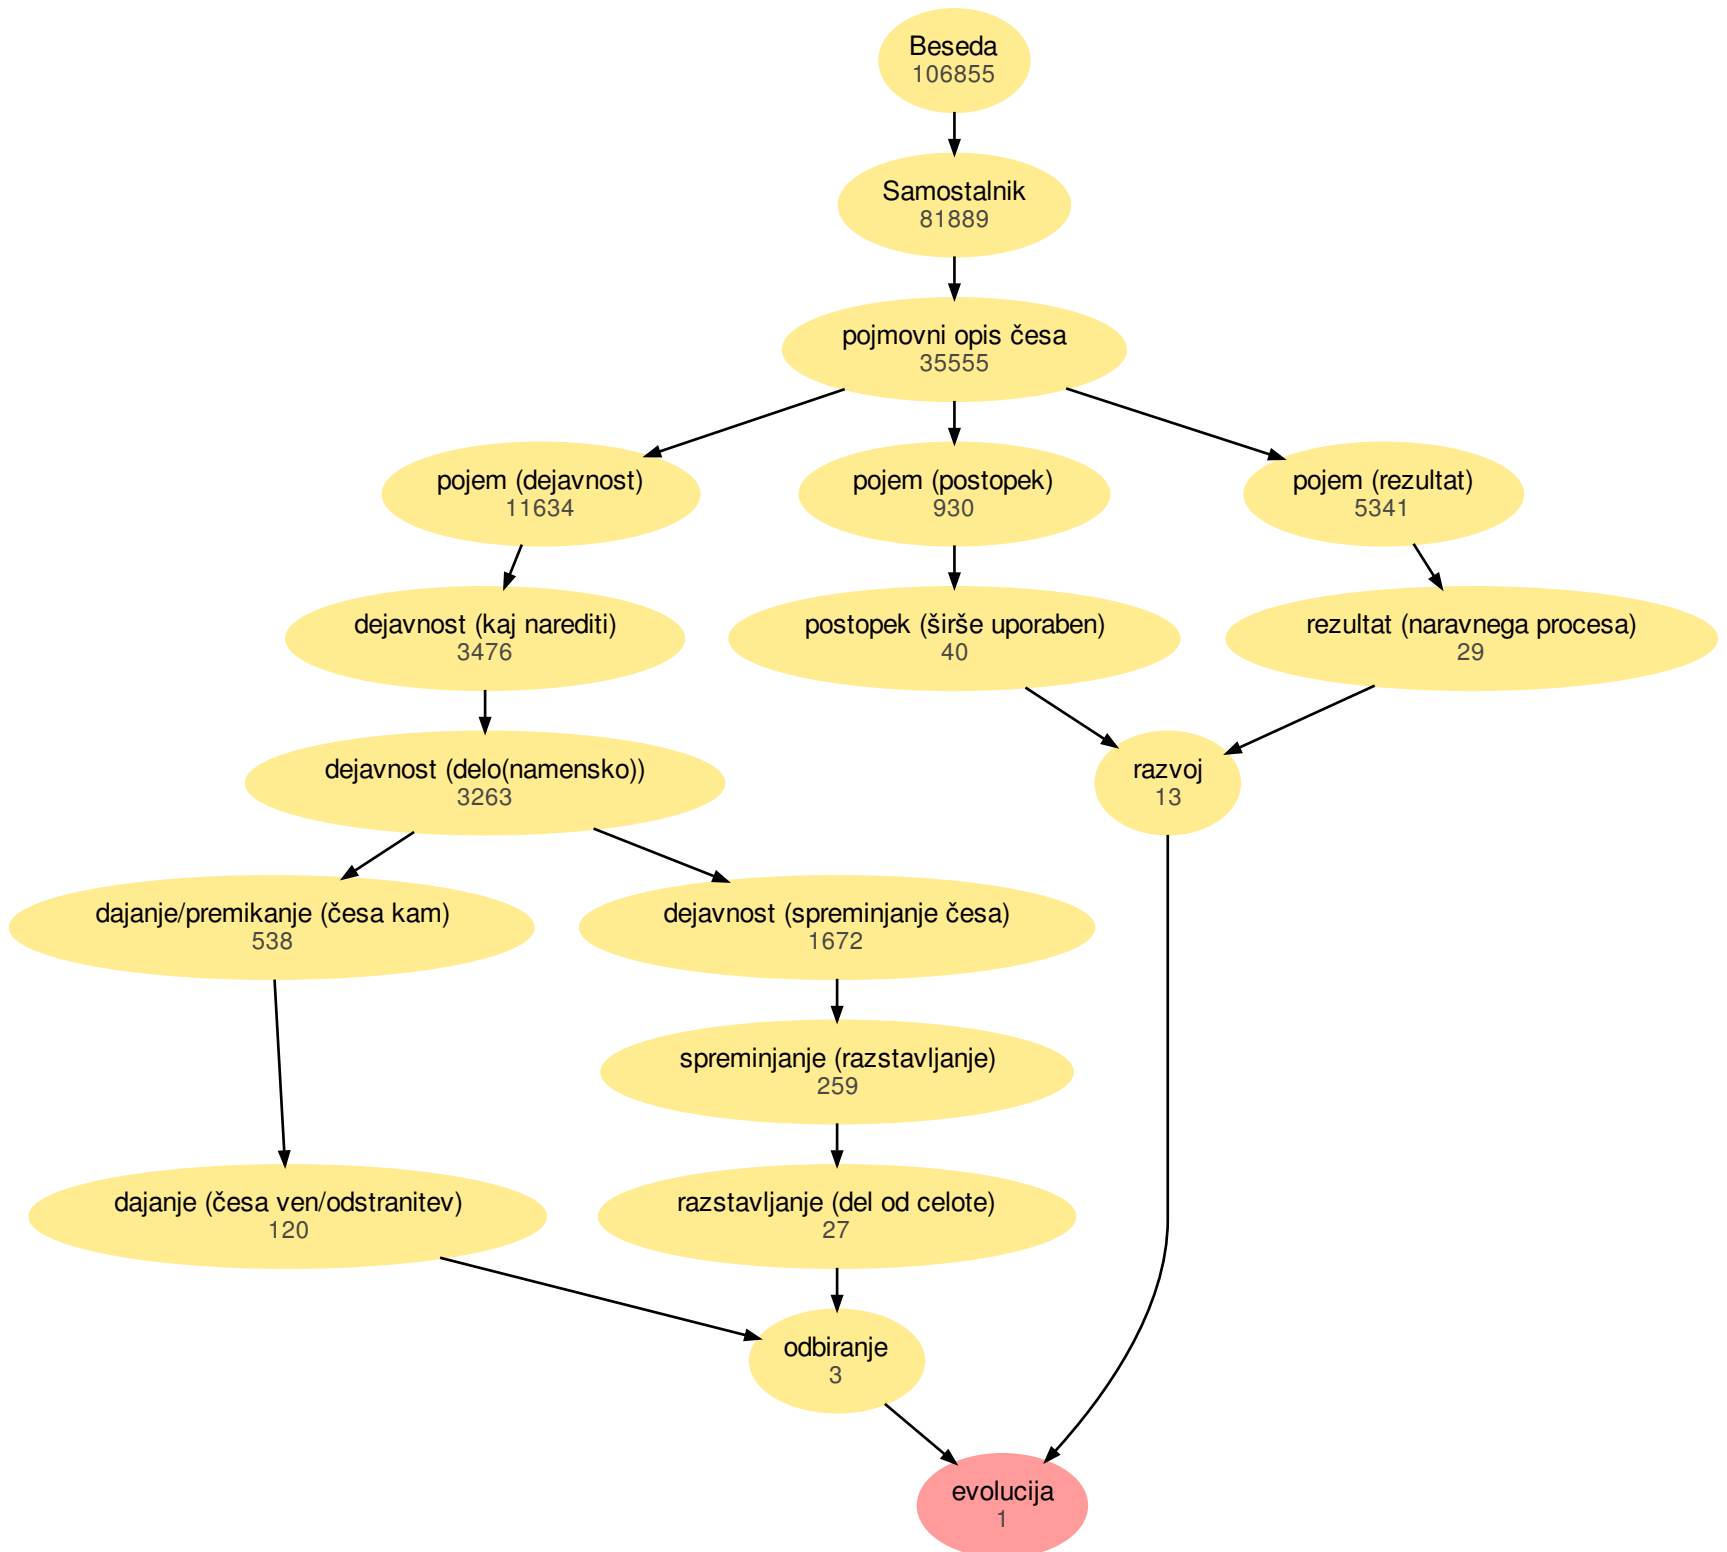 Beseda
106855
Samostalnik
81889
pojmovni opis česa
35555
pojem (dejavnost)
11634
pojem (postopek)
930
pojem (rezultat)
5341
dejavnost (kaj narediti)
3476
postopek (širše uporaben)
40
rezultat (naravnega procesa)
29
dejavnost (delo(namensko))
3263
razvoj
13
dajanje/premikanje (česa kam)
538
dejavnost (spreminjanje česa)
1672
spreminjanje (razstavljanje)
259
dajanje (česa ven/odstranitev)
120
razstavljanje (del od celote)
27
odbiranje
3
evolucija
1